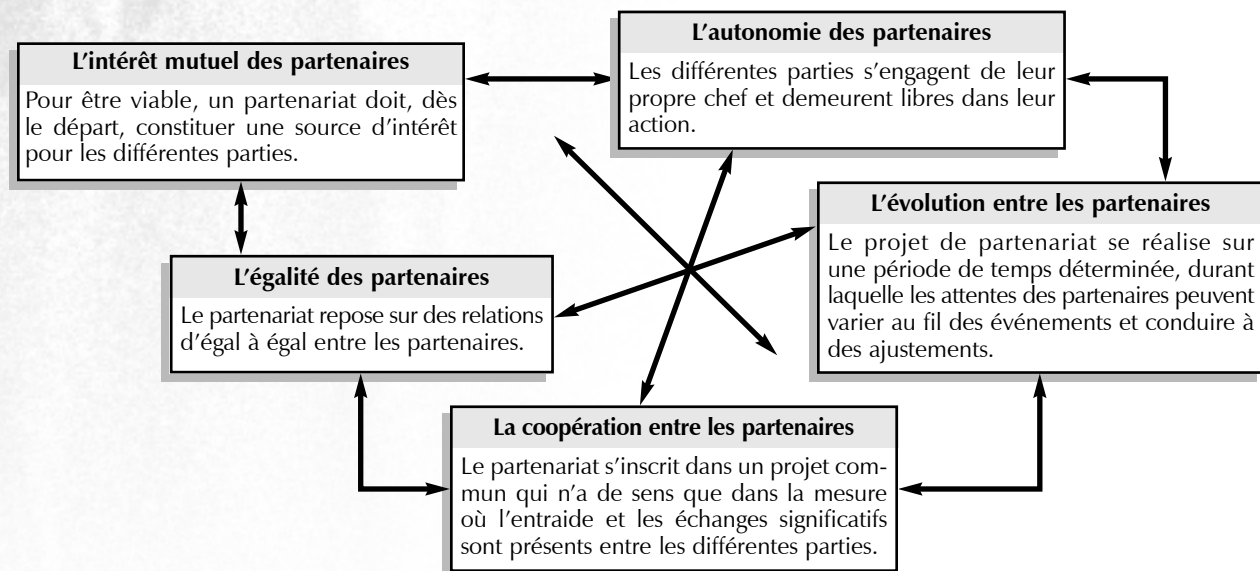 L'intérêt mutuel des partenaires
Pour être viable, un partenariat doit, dès
le départ, constituer une source d'intérêt
pour les différentes parties.
L'autonomie des partenaires
Les différentes parties s'engagent de leur
propre chef et demeurent libres dans leur
action.
L'évolution entre les partenaires
Le projet de partenariat se réalise sur
une période de temps déterminée, durant
laquelle les attentes des partenaires peuvent
varier au fil des événements et conduire à
des ajustements.
L'égalité des partenaires
Le partenariat repose sur des relations
d'égal à égal entre les partenaires.
La coopération entre les partenaires
Le partenariat s'inscrit dans un projet com-
mun qui n'a de sens que dans la mesure
où l'entraide et les échanges significatifs
sont présents entre les différentes parties.